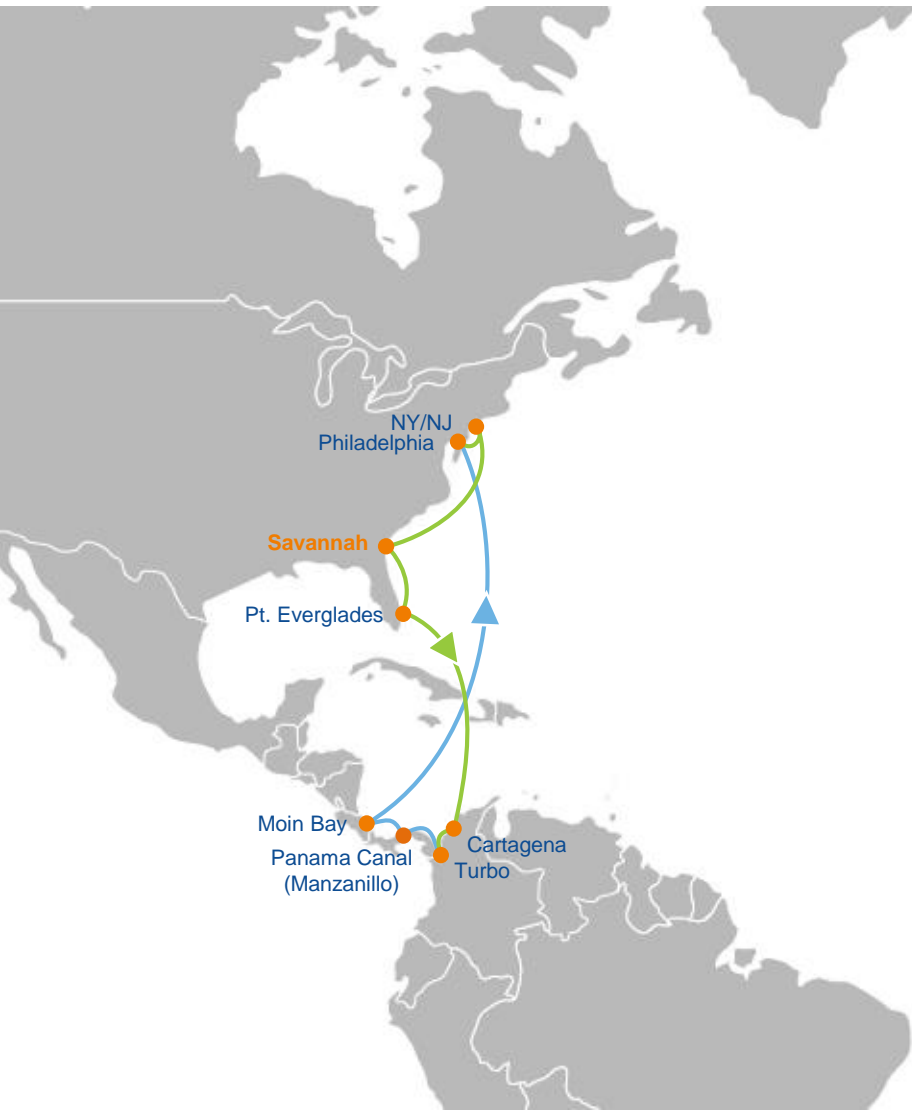 NY/NJ
Philadelphia
Savannah
Pt. Everglades
Moin Bay
Cartagena
Panama Canal
(Manzanillo)
Turbo